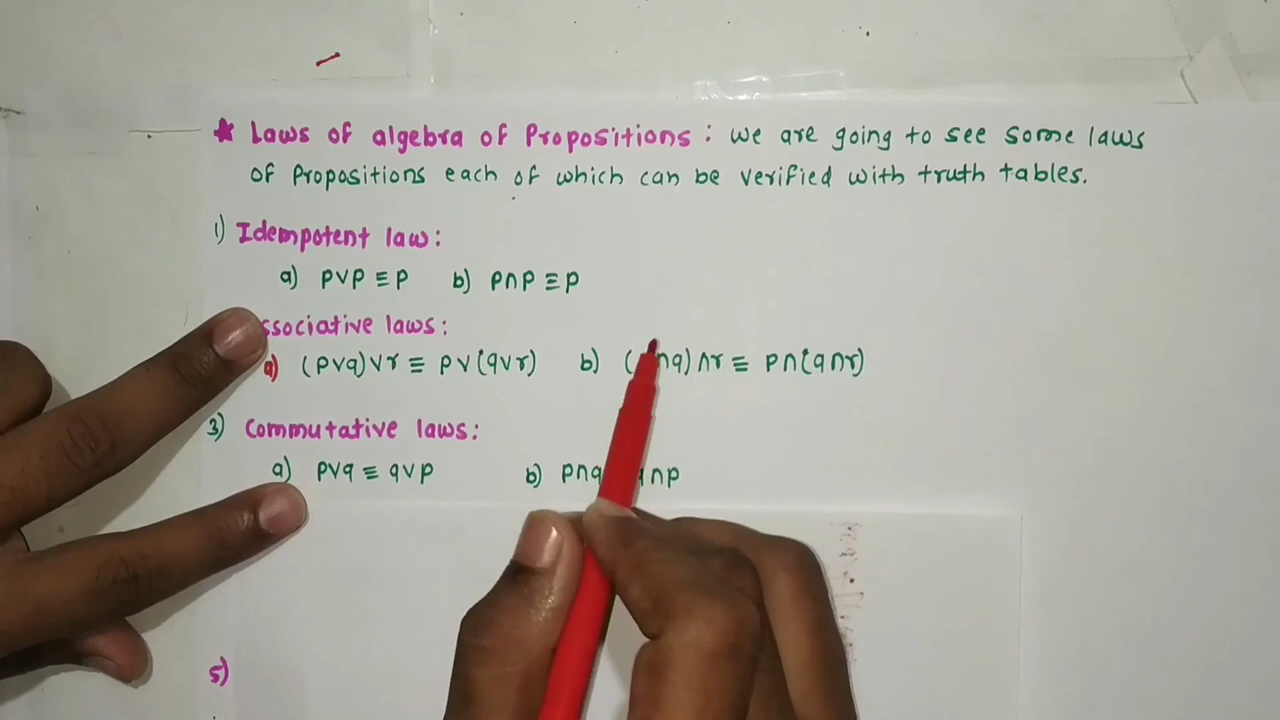 * Laws of algebra of Propositions: we are going to see some laws
of Propositions each of which can be verified with truth tables.
1) Idempotent law:
a) p∨p ≡ p b) p∩p ≡ p
ssociative laws:
a) (p∨q)∨r ≡ p∨(q∨r) b) ( ∩q)∩r ≡ p∩(q∩r)
3) Commutative laws:
a) p∨q ≡ q∨p b) p∩q q∩p
5)